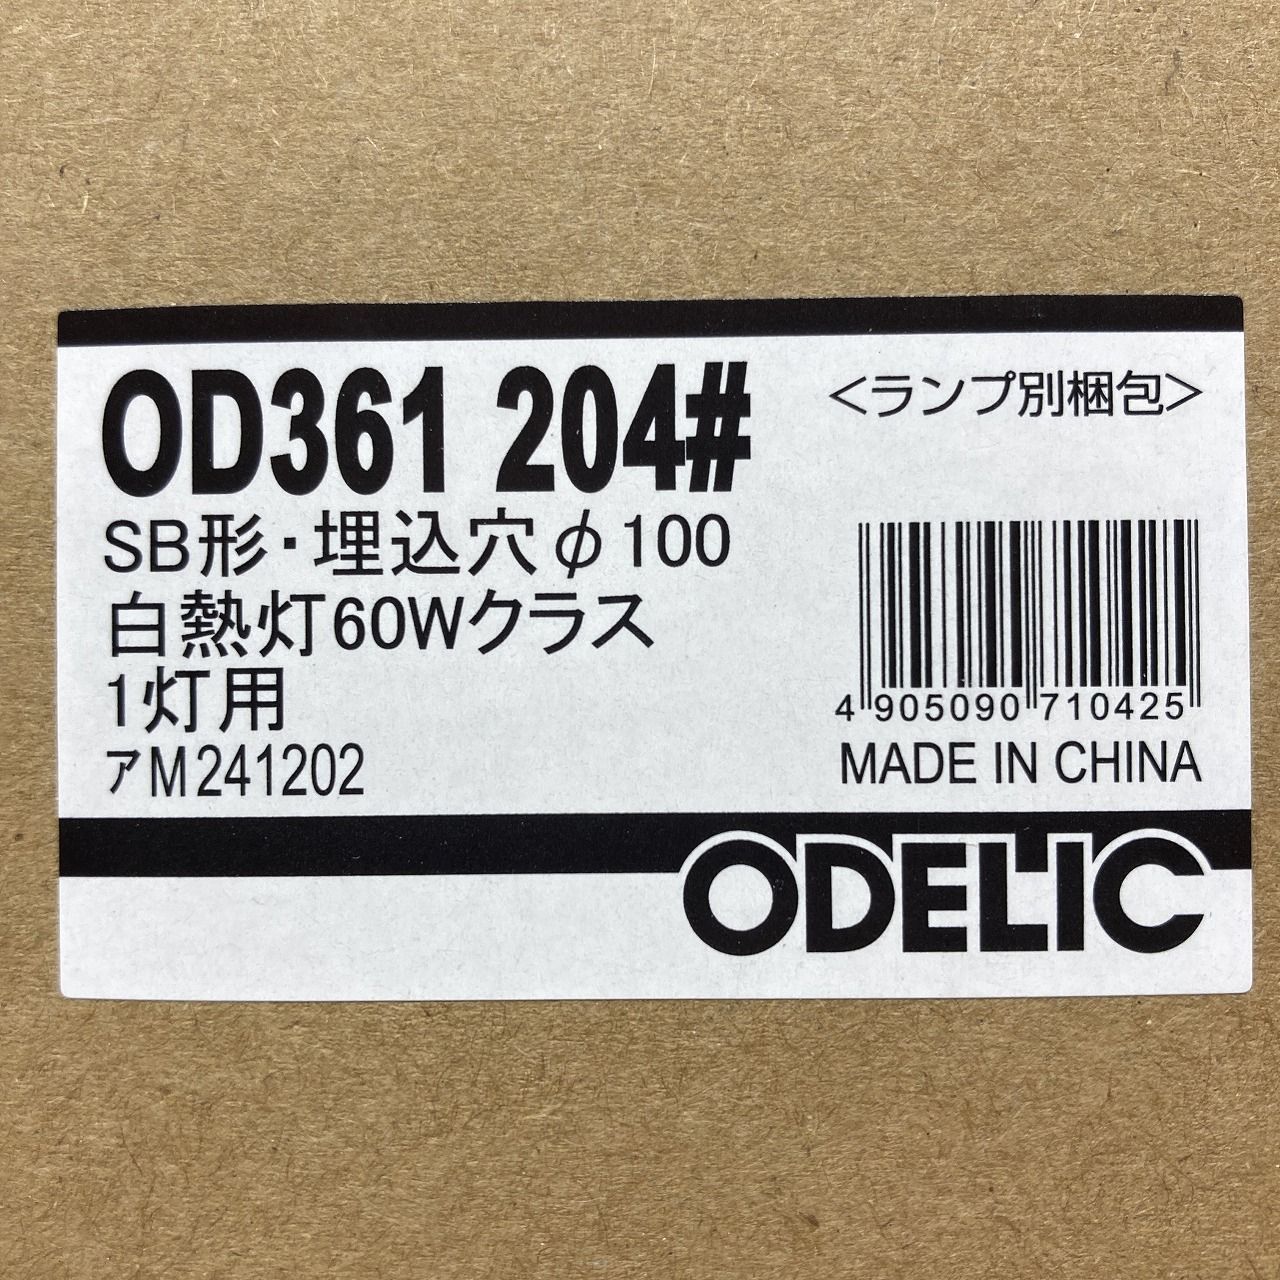 OD361 204#
<ランプ別梱包>
SB形・埋込穴φ100
白熱灯60Wクラス
1灯用
アM241202
4 905090 710425
MADE IN CHINA
ODELIC